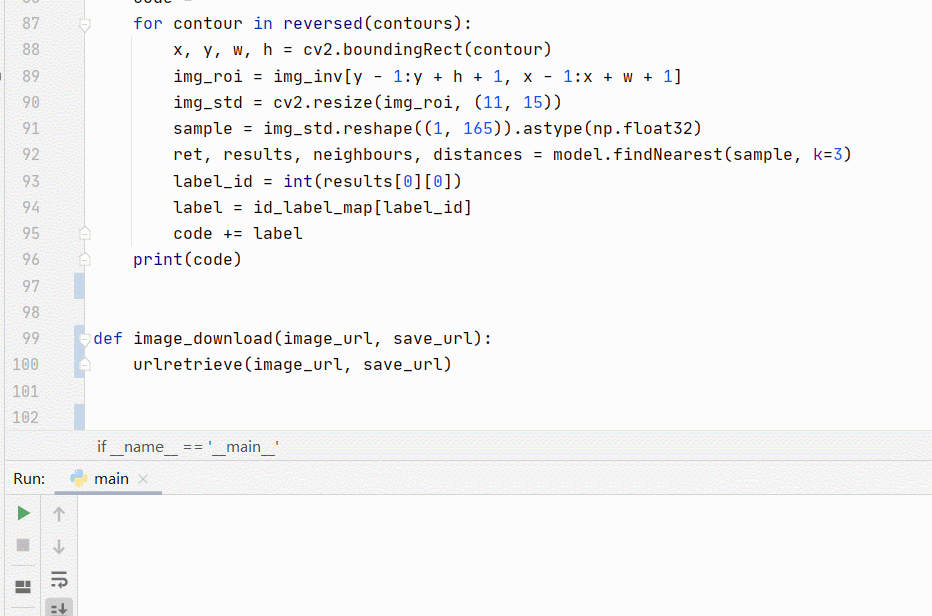 87 for contour in reversed(contours):
88 x, y, w, h = cv2.boundingRect(contour)
89 img_roi = img_inv[y - 1:y + h + 1, x - 1:x + w + 1]
90 img_std = cv2.resize(img_roi, (11, 15))
91 sample = img_std.reshape((1, 165)).astype(np.float32)
92 ret, results, neighbours, distances = model.findNearest(sample, k=3)
93 label_id = int(results[0][0])
94 label = id_label_map[label_id]
95 code += label
96 print(code)
97
98
99 def image_download(image_url, save_url):
100 urlretrieve(image_url, save_url)
101
102
if __name__ == '__main__'
Run: main